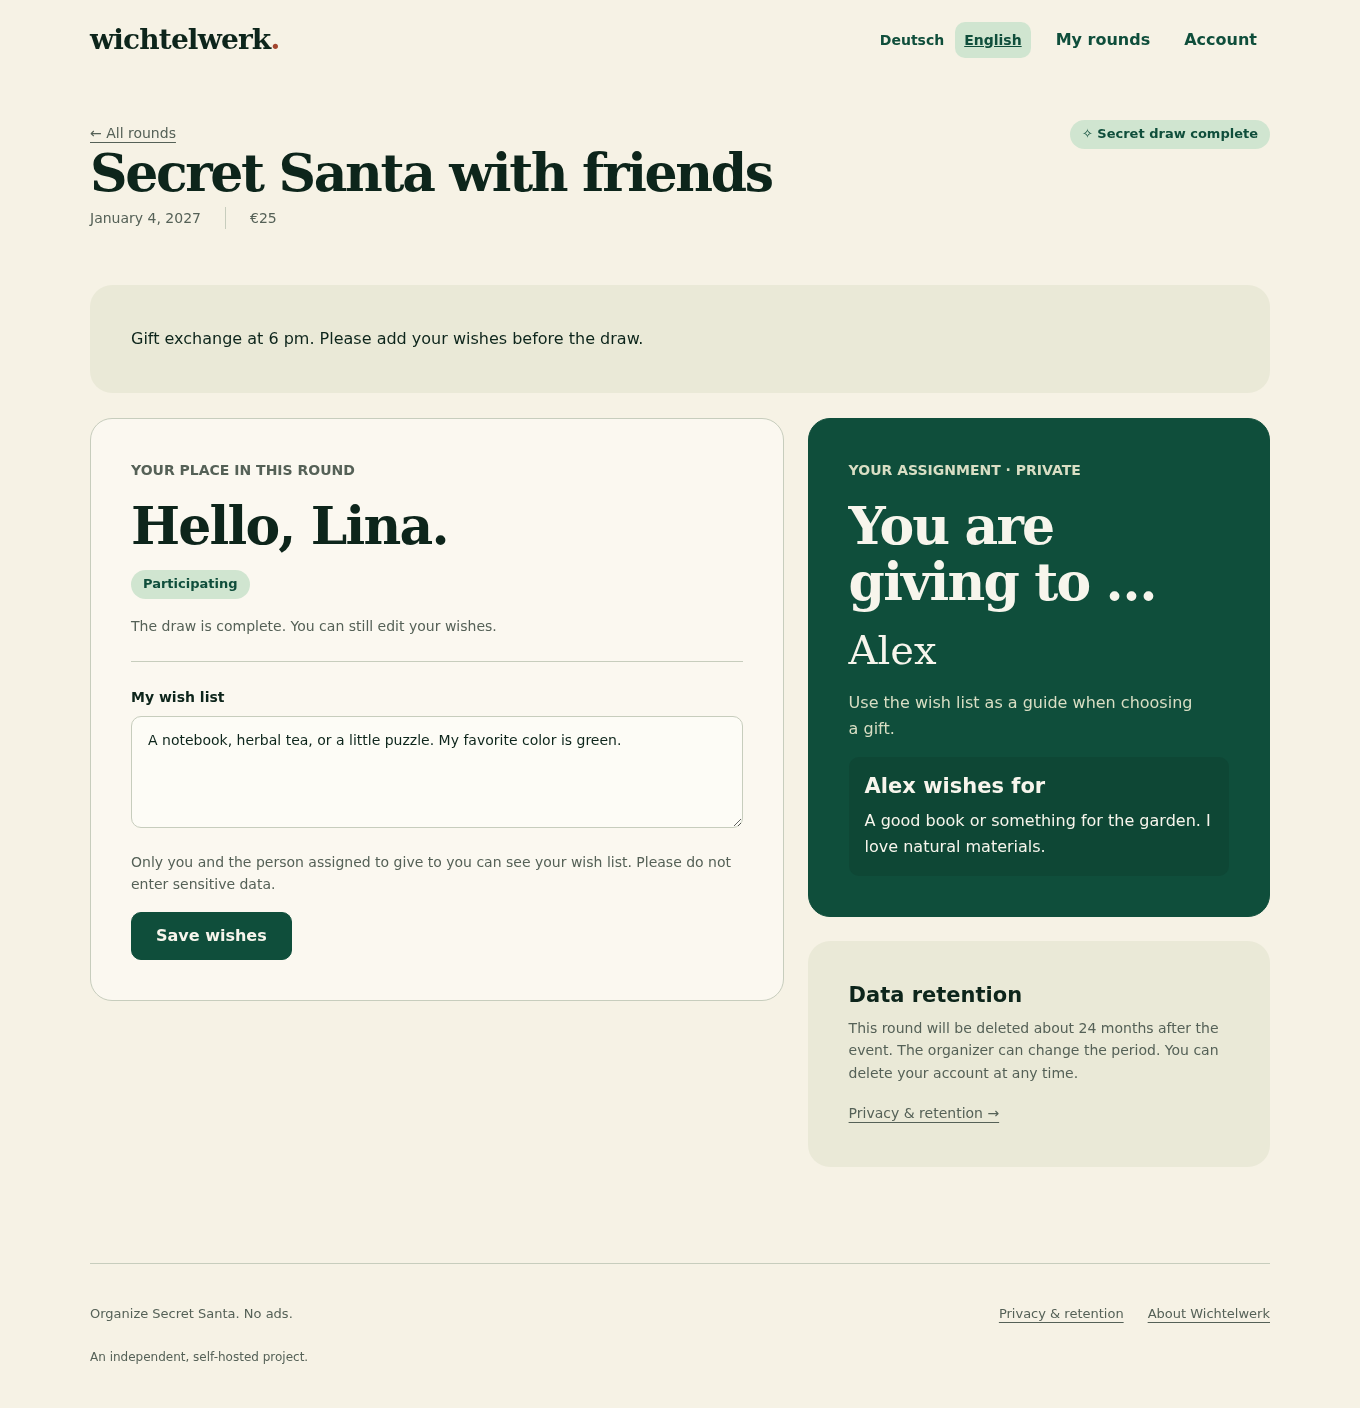 wichtelwerk.
Deutsch English My rounds Account
← All rounds
✧ Secret draw complete
Secret Santa with friends
January 4, 2027 €25
Gift exchange at 6 pm. Please add your wishes before the draw.
YOUR PLACE IN THIS ROUND
Hello, Lina.
Participating
The draw is complete. You can still edit your wishes.
My wish list
A notebook, herbal tea, or a little puzzle. My favorite color is green.
Only you and the person assigned to give to you can see your wish list. Please do not
enter sensitive data.
Save wishes
YOUR ASSIGNMENT · PRIVATE
You are
giving to …
Alex
Use the wish list as a guide when choosing
a gift.
Alex wishes for
A good book or something for the garden. I
love natural materials.
Data retention
This round will be deleted about 24 months after the
event. The organizer can change the period. You can
delete your account at any time.
Privacy & retention →
Organize Secret Santa. No ads.
Privacy & retention About Wichtelwerk
An independent, self-hosted project.